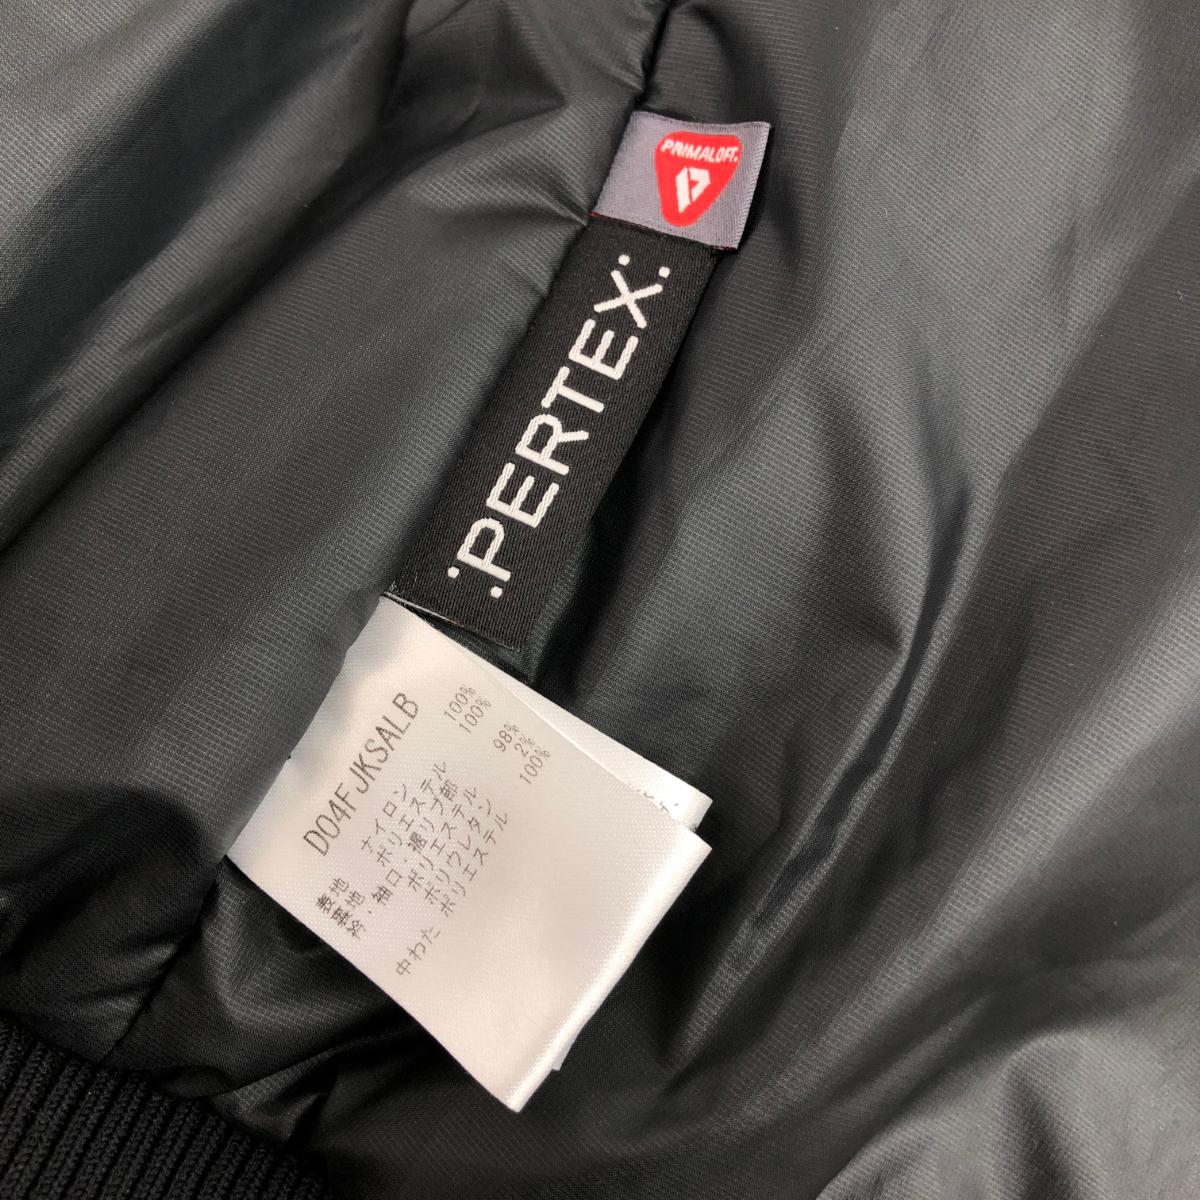 PRIMALOFT.
PERTEX
D04FJKSALB
表地 ナイロン 100%
裏地 ポリエステル 100%
衿・袖口・裾リブ部
ポリエステル 98%
ポリウレタン 2%
中わた ポリエステル 100%